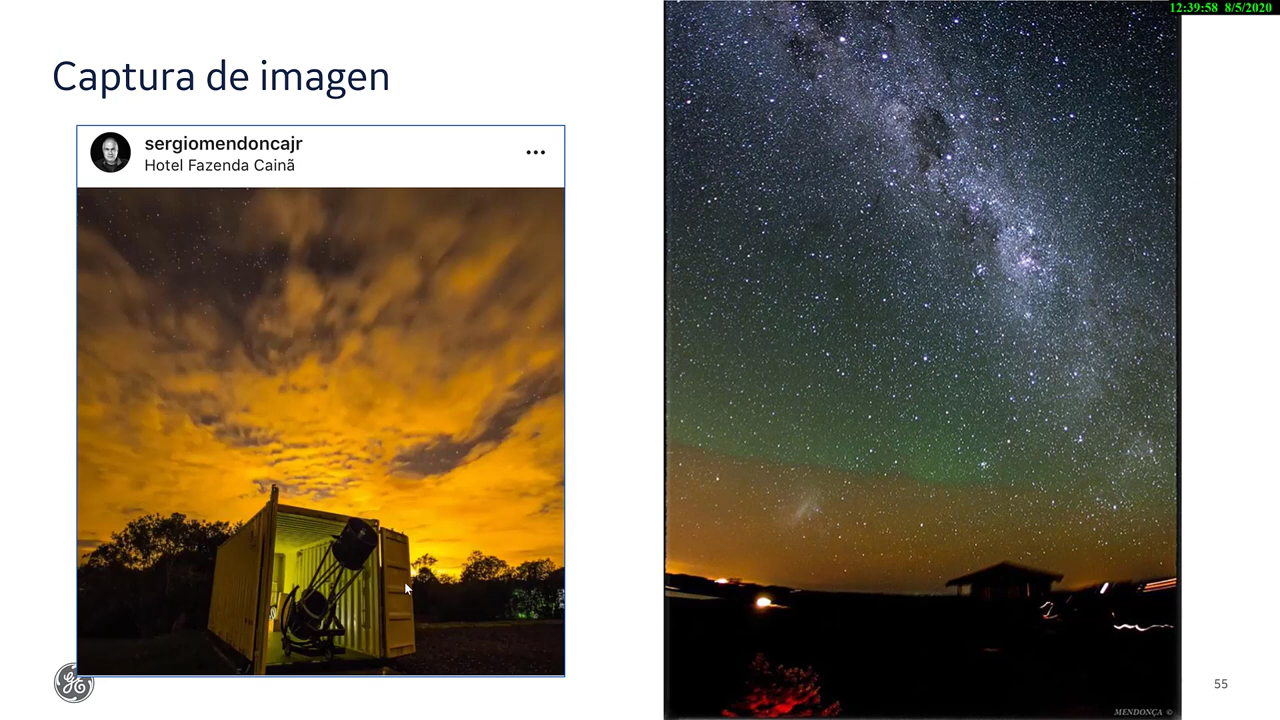 12:39:58 8/5/2020
Captura de imagen
sergiomendoncajr
Hotel Fazenda Cainã
55
MENDONÇA ©